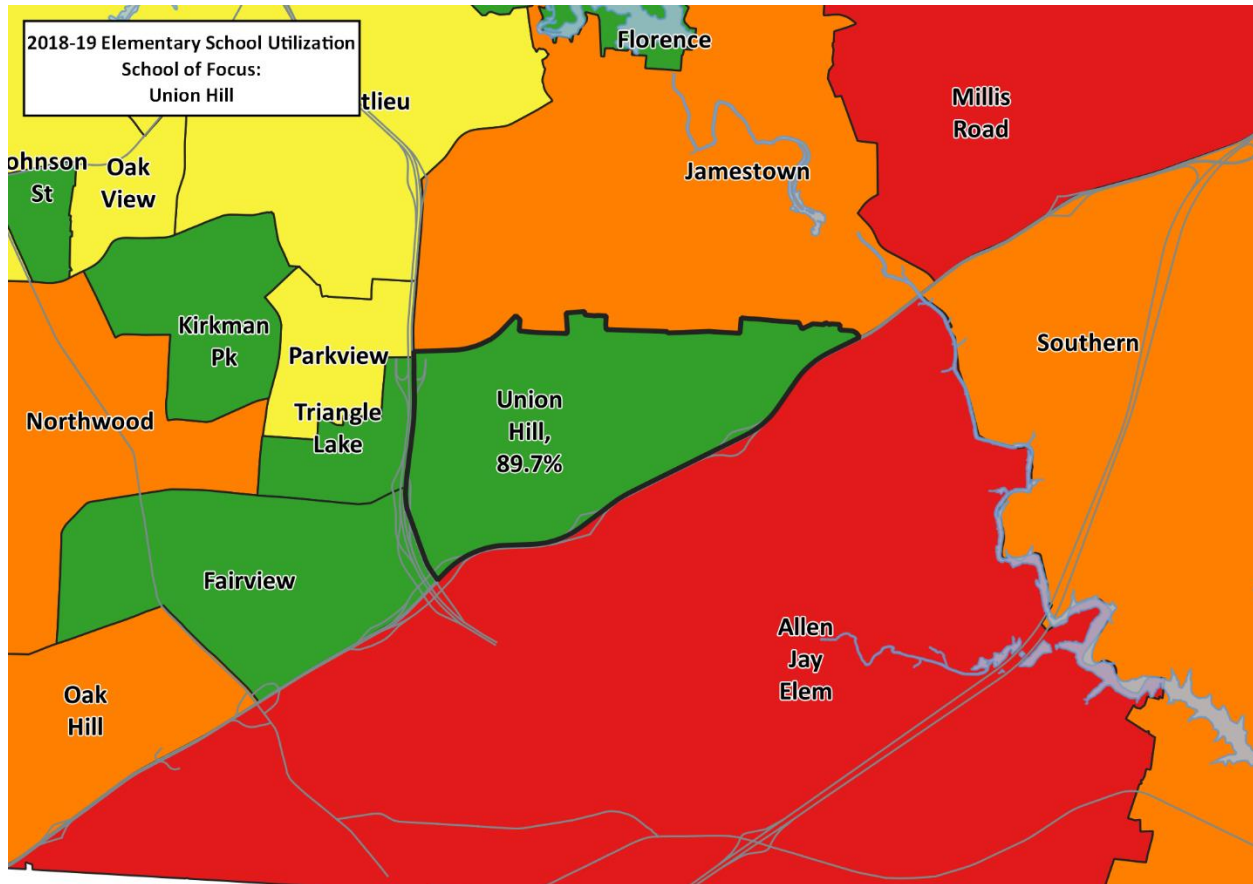 2018-19 Elementary School Utilization
School of Focus:
Union Hill
Florence
tlieu
Millis
Road
ohnson
St
Oak
View
Jamestown
Kirkman
Pk
Parkview
Southern
Northwood
Triangle
Lake
Union
Hill,
89.7%
Fairview
Allen
Jay
Elem
Oak
Hill